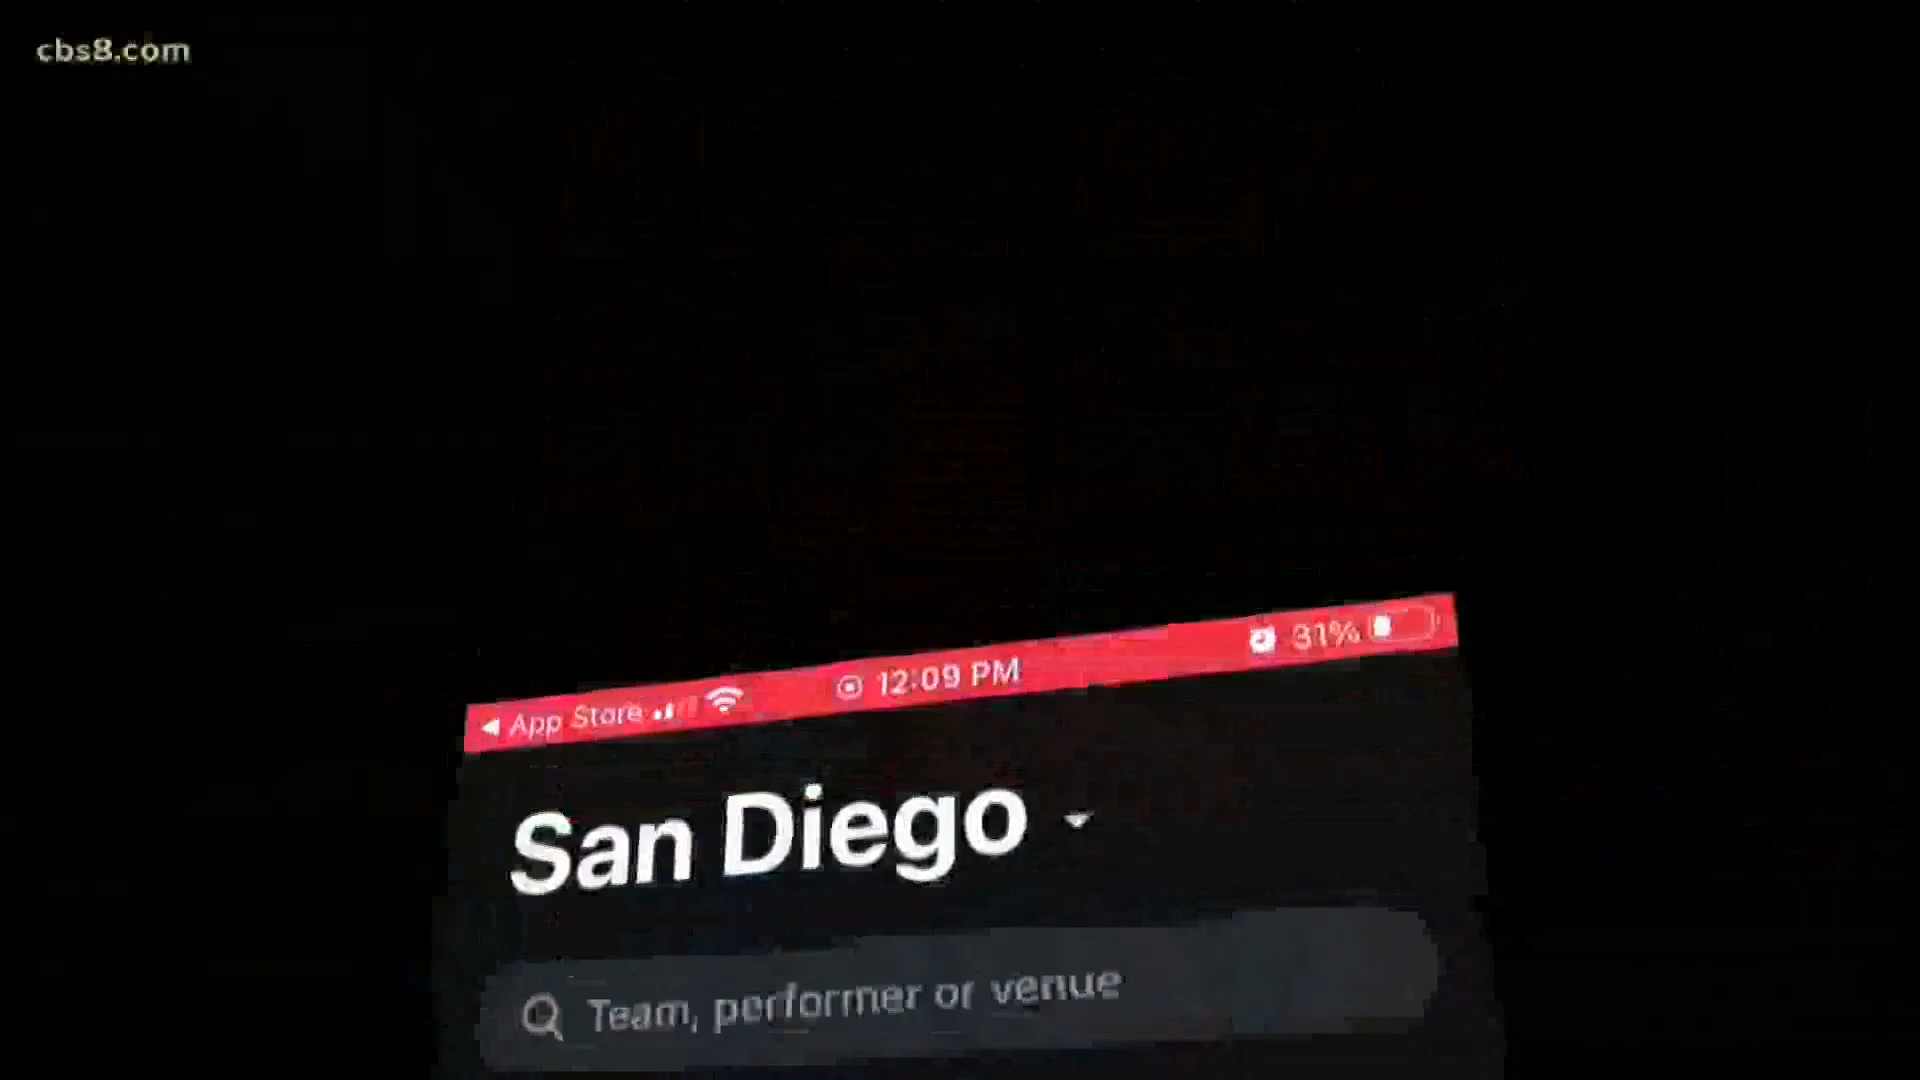 cbs8.com
App Store 12:09 PM 31%
San Diego
Team, performer or venue